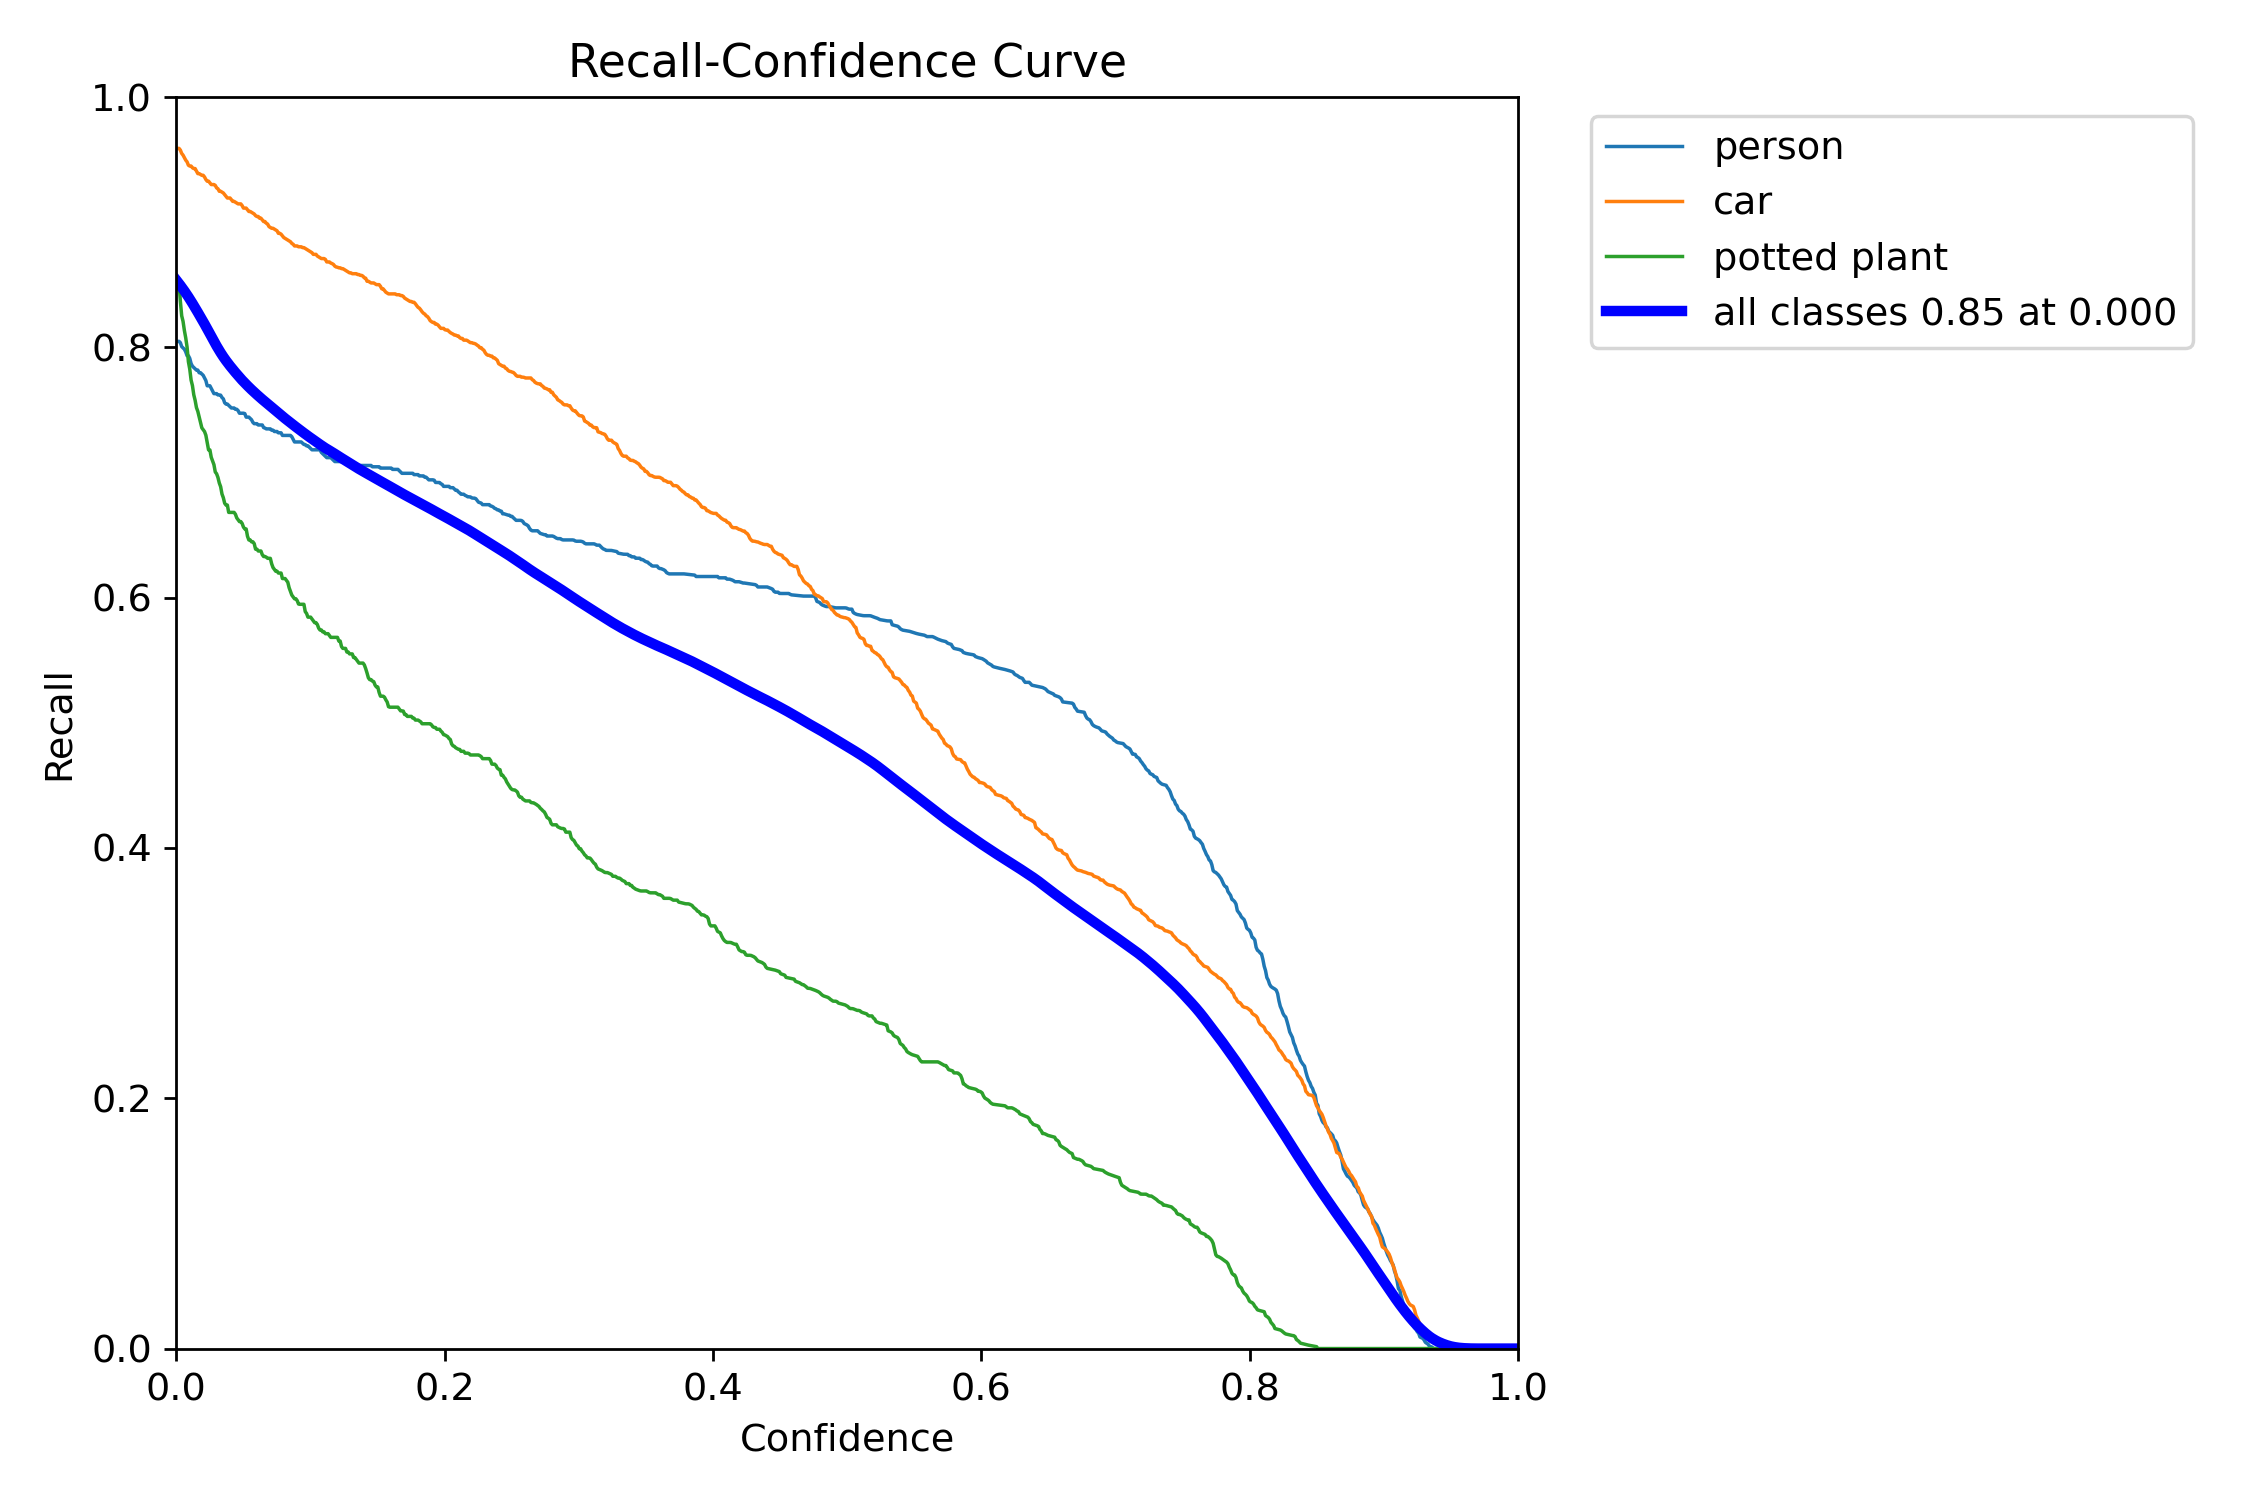 Recall-Confidence Curve
1.0
0.8
0.6
0.4
0.2
0.0
Recall
0.0 0.2 0.4 0.6 0.8 1.0
Confidence
person
car
potted plant
all classes 0.85 at 0.000